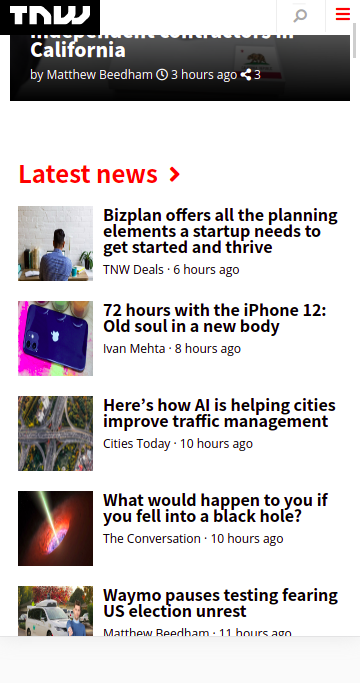 TNW
independent contractors in
California
by Matthew Beedham 3 hours ago 3
Latest news
Bizplan offers all the planning
elements a startup needs to
get started and thrive
TNW Deals · 6 hours ago
72 hours with the iPhone 12:
Old soul in a new body
Ivan Mehta · 8 hours ago
Here’s how AI is helping cities
improve traffic management
Cities Today · 10 hours ago
What would happen to you if
you fell into a black hole?
The Conversation · 10 hours ago
Waymo pauses testing fearing
US election unrest
Matthew Beedham · 11 hours ago